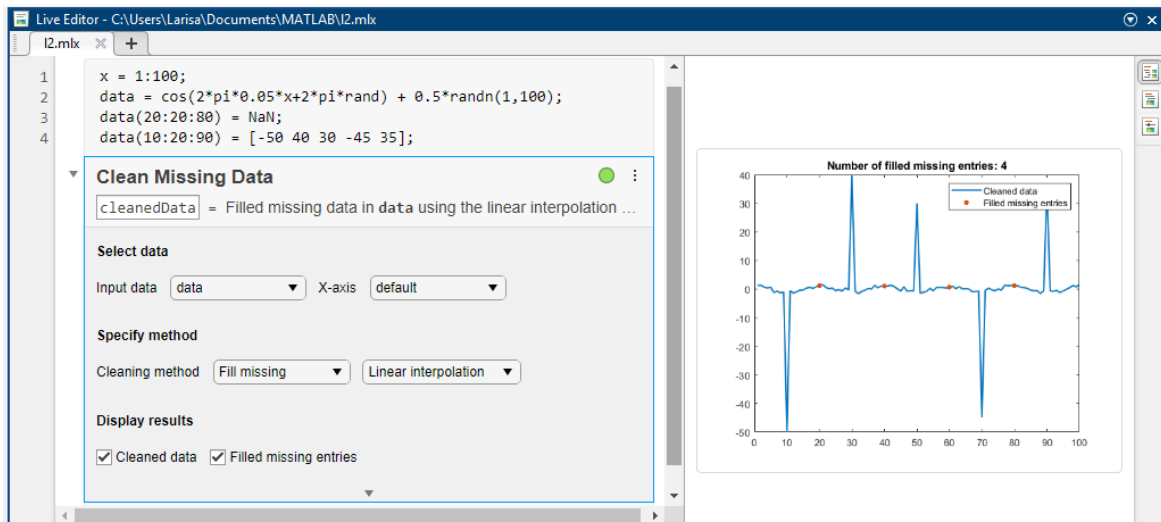 Live Editor - C:\Users\Larisa\Documents\MATLAB\l2.mlx
l2.mlx
1 x = 1:100;
2 data = cos(2*pi*0.05*x+2*pi*rand) + 0.5*randn(1,100);
3 data(20:20:80) = NaN;
4 data(10:20:90) = [-50 40 30 -45 35];
Clean Missing Data
cleanedData = Filled missing data in data using the linear interpolation ...
Select data
Input data data X-axis default
Specify method
Cleaning method Fill missing Linear interpolation
Display results
Cleaned data Filled missing entries
Number of filled missing entries: 4
Cleaned data
Filled missing entries
40
30
20
10
0
-10
-20
-30
-40
-50
0 10 20 30 40 50 60 70 80 90 100